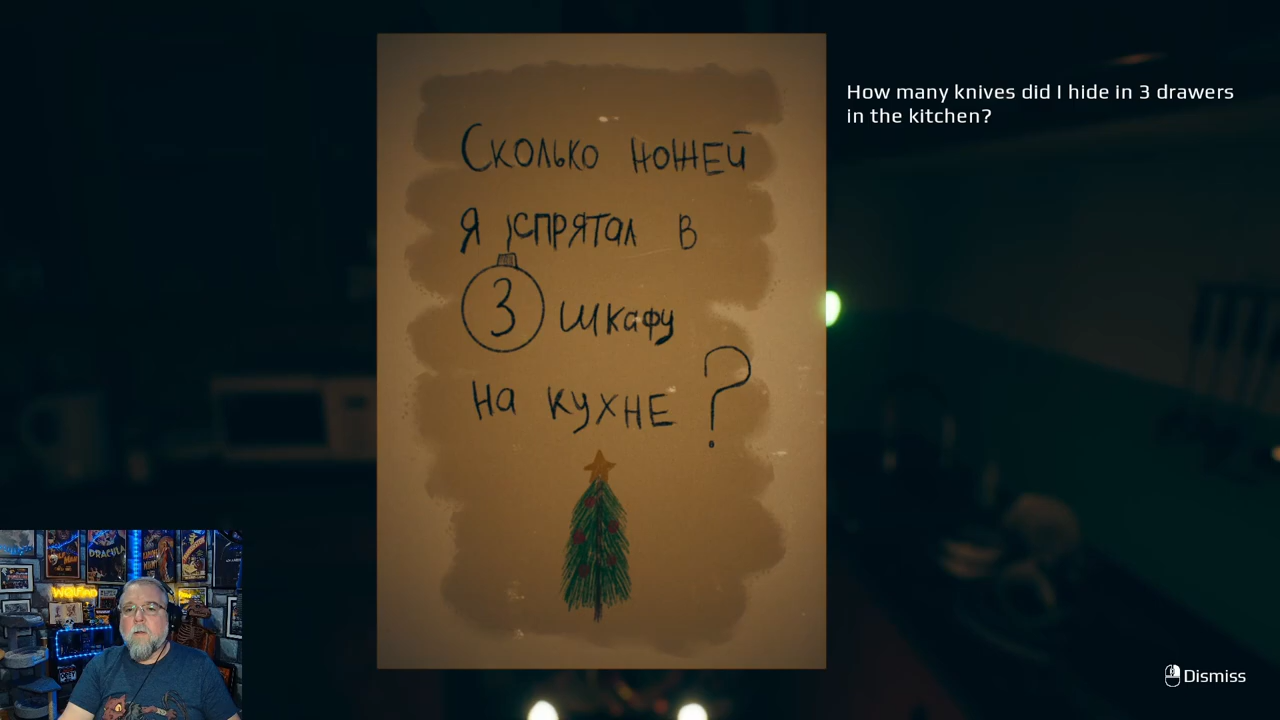 Сколько ножей
я спрятал в
3 шкафу
на кухне?
How many knives did I hide in 3 drawers
in the kitchen?
DRACULA
Dismiss